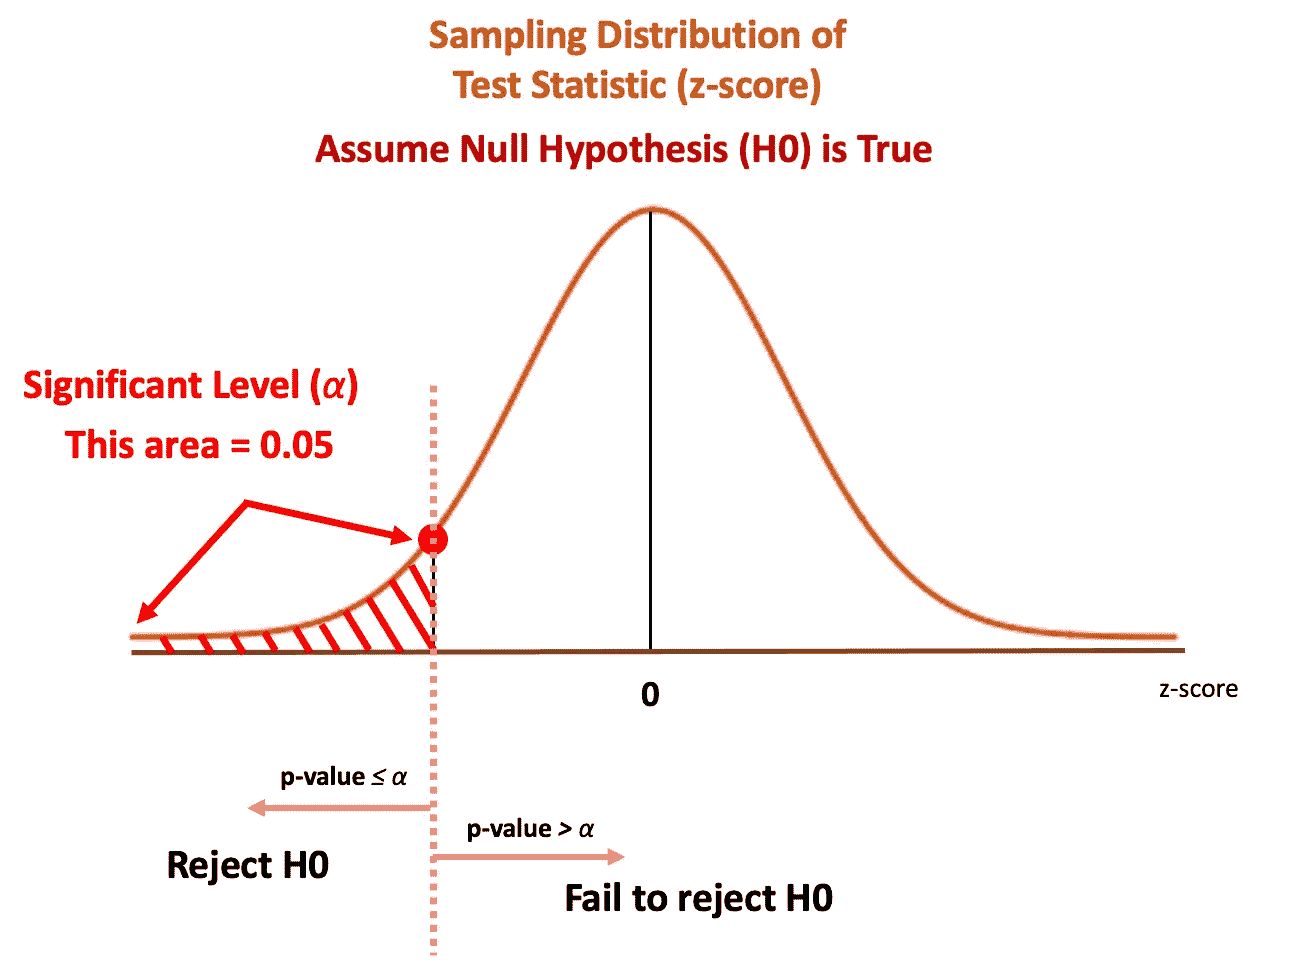 Sampling Distribution of
Test Statistic (z-score)
Assume Null Hypothesis (H0) is True
Significant Level (α)
This area = 0.05
0
z-score
p-value ≤ α
p-value > α
Reject H0
Fail to reject H0